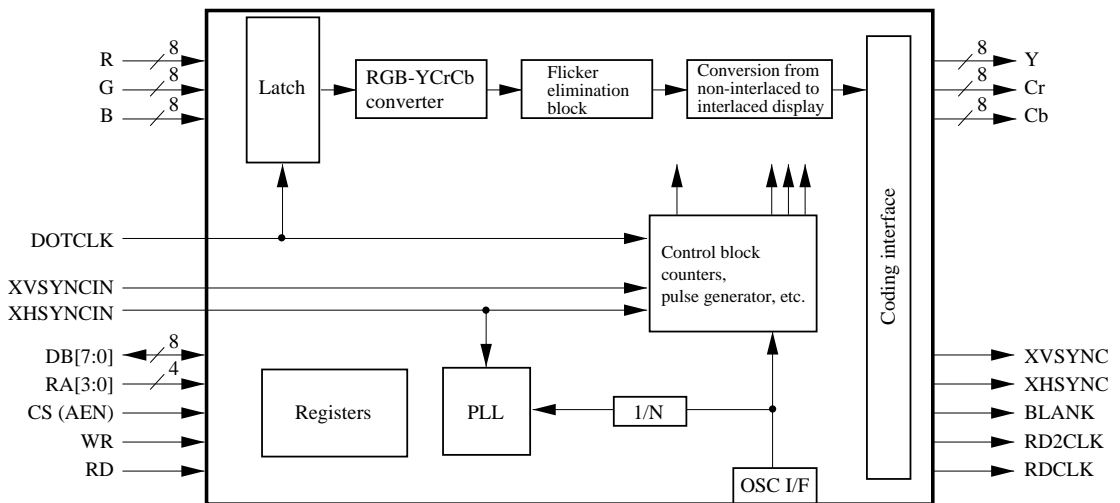 R
8
G
8
B
8
Latch
RGB-YCrCb
converter
Flicker
elimination
block
Conversion from
non-interlaced to
interlaced display
8
Y
8
Cr
8
Cb
Coding interface
DOTCLK
XVSYNCIN
XHSYNCIN
Control block
counters,
pulse generator, etc.
DB[7:0]
8
RA[3:0]
4
CS (AEN)
WR
RD
Registers
PLL
1/N
OSC I/F
XVSYNC
XHSYNC
BLANK
RD2CLK
RDCLK